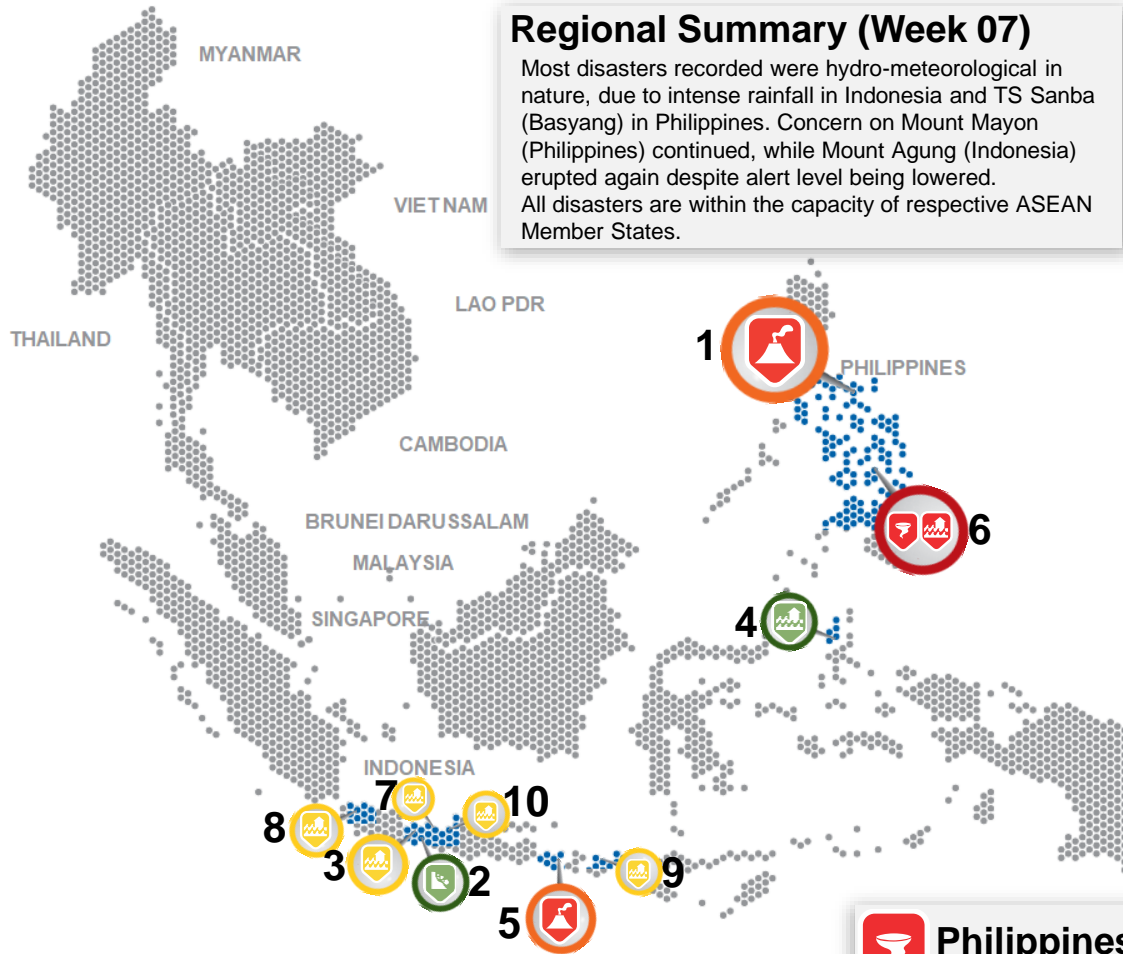 Regional Summary (Week 07)
Most disasters recorded were hydro-meteorological in
nature, due to intense rainfall in Indonesia and TS Sanba
(Basyang) in Philippines. Concern on Mount Mayon
(Philippines) continued, while Mount Agung (Indonesia)
erupted again despite alert level being lowered.
All disasters are within the capacity of respective ASEAN
Member States.
MYANMAR
VIET NAM
LAO PDR
THAILAND
1
PHILIPPINES
CAMBODIA
BRUNEI DARUSSALAM
6
MALAYSIA
SINGAPORE
4
INDONESIA
7
10
8
3
2
9
5
Philippines